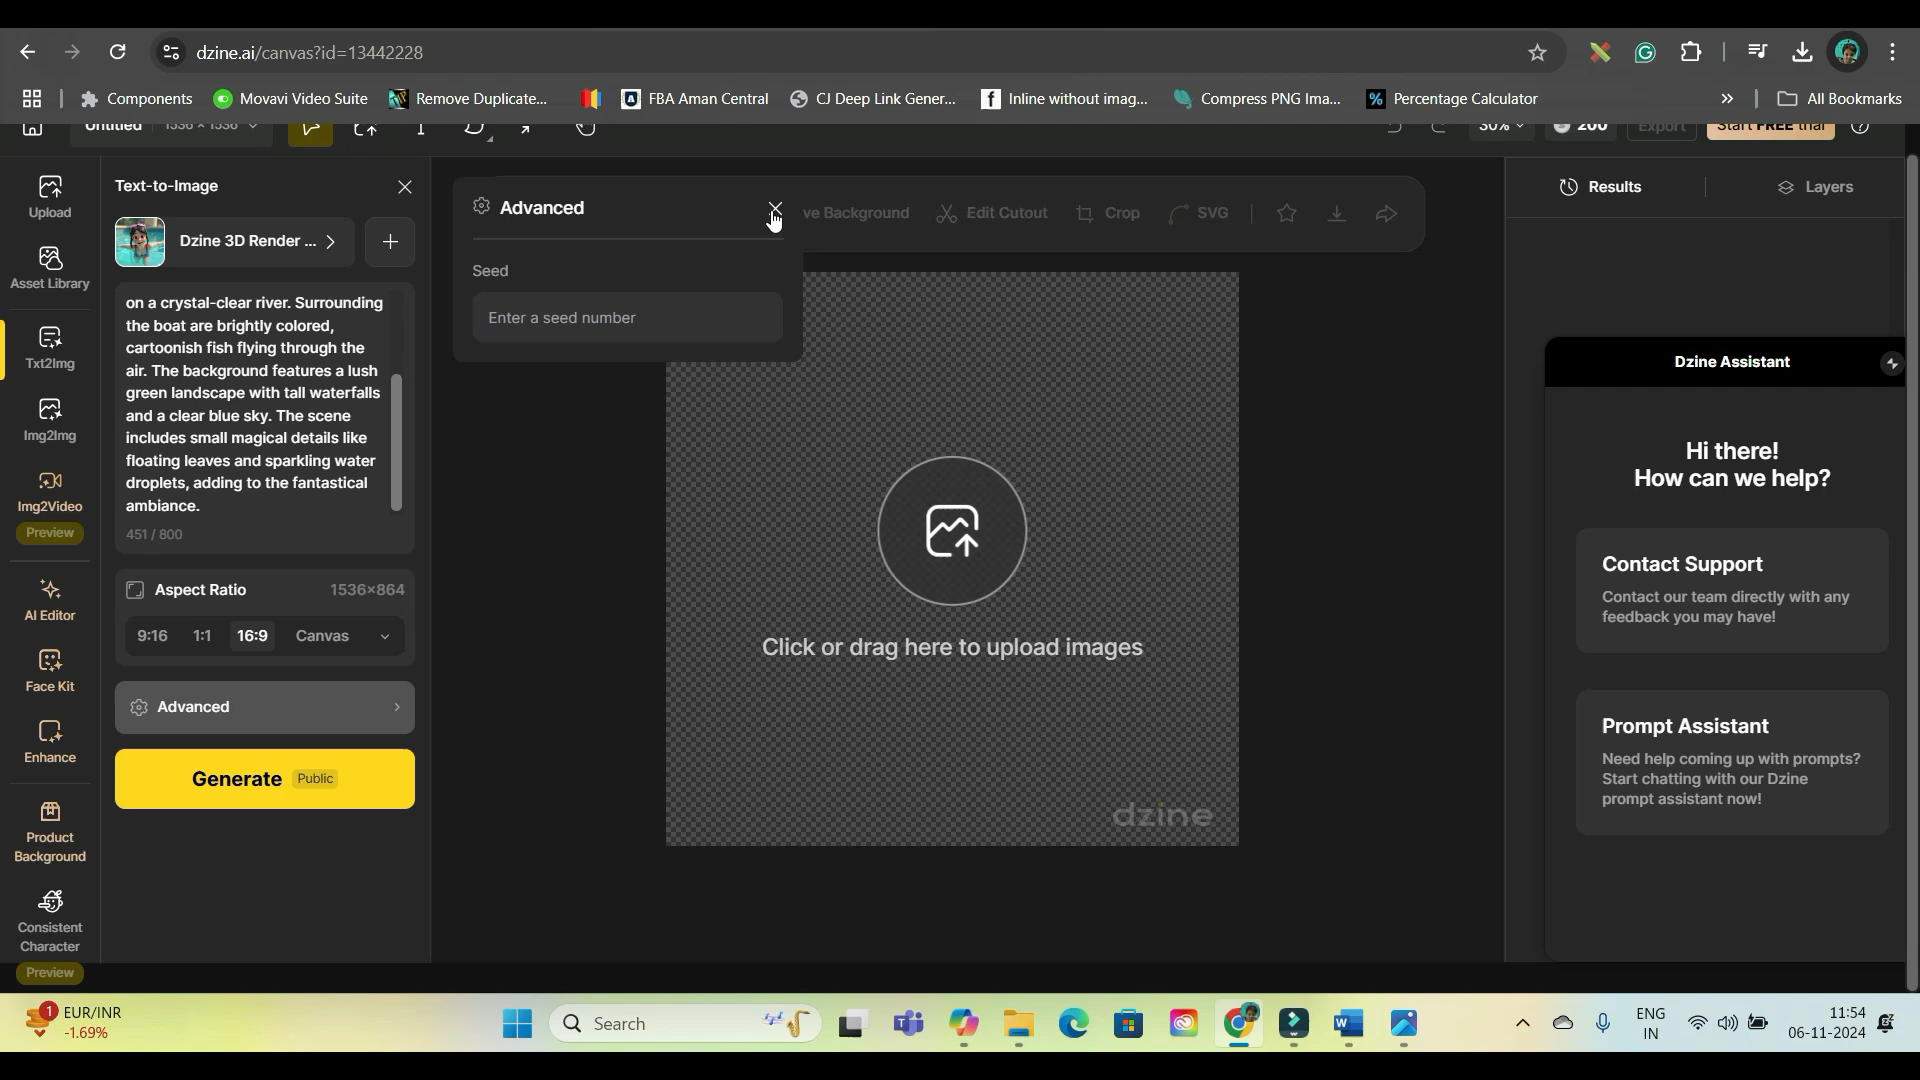 dzine.ai/canvas?id=13442228
Components
Movavi Video Suite
Remove Duplicate...
FBA Aman Central
CJ Deep Link Gener...
Inline without imag...
Compress PNG Ima...
Percentage Calculator
All Bookmarks
Untitled
1536 × 1536
30%
200
Export
Start FREE trial
Upload
Asset Library
Txt2Img
Img2Img
Img2Video
Preview
AI Editor
Face Kit
Enhance
Product
Background
Consistent
Character
Preview
Text-to-Image
Dzine 3D Render ...
on a crystal-clear river. Surrounding
the boat are brightly colored,
cartoonish fish flying through the
air. The background features a lush
green landscape with tall waterfalls
and a clear blue sky. The scene
includes small magical details like
floating leaves and sparkling water
droplets, adding to the fantastical
ambiance.
451 / 800
Aspect Ratio
1536×864
9:16 1:1 16:9 Canvas
Advanced
Generate Public
Advanced
Seed
Enter a seed number
ve Background
Edit Cutout
Crop
SVG
Click or drag here to upload images
dzine
Results
Layers
Dzine Assistant
Hi there!
How can we help?
Contact Support
Contact our team directly with any
feedback you may have!
Prompt Assistant
Need help coming up with prompts?
Start chatting with our Dzine
prompt assistant now!
1
EUR/INR
-1.69%
Search
ENG
IN
11:54
06-11-2024